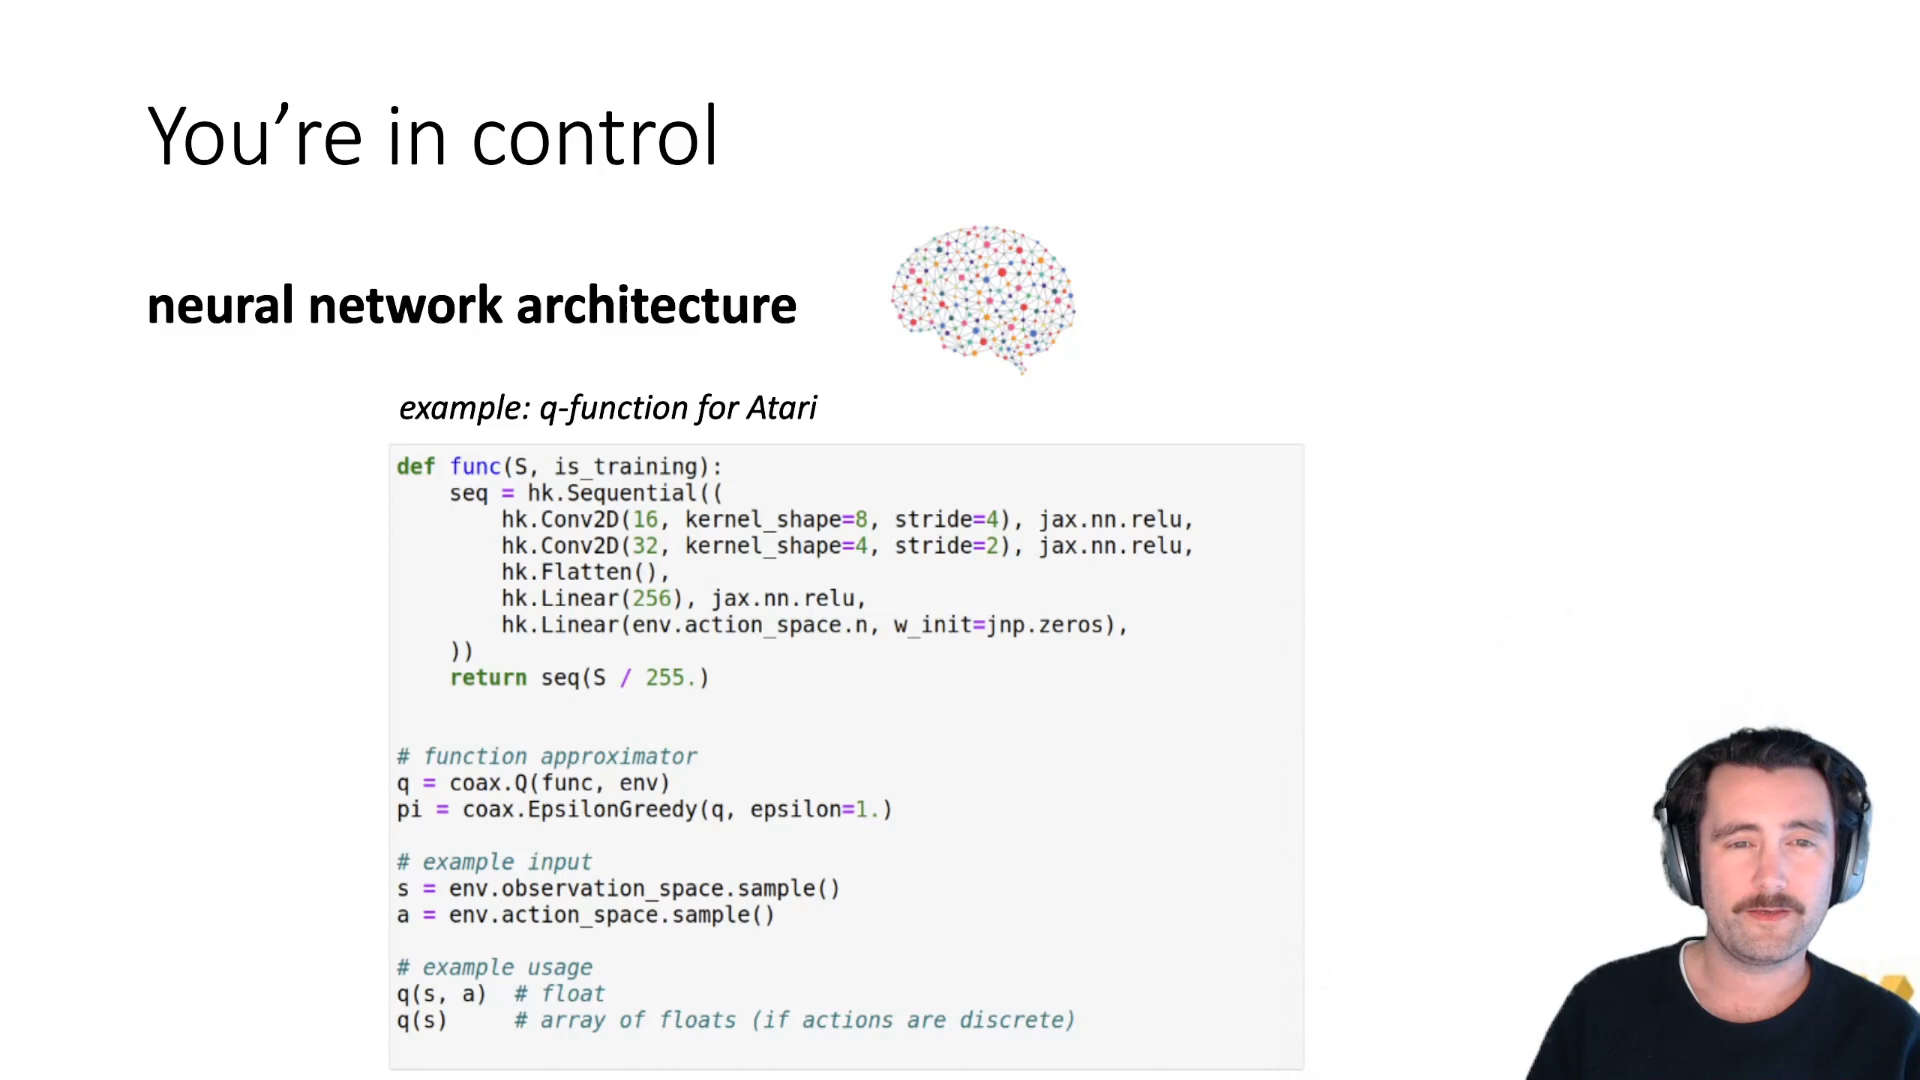 You’re in control
neural network architecture
example: q-function for Atari
def func(S, is_training):
    seq = hk.Sequential((
        hk.Conv2D(16, kernel_shape=8, stride=4), jax.nn.relu,
        hk.Conv2D(32, kernel_shape=4, stride=2), jax.nn.relu,
        hk.Flatten(),
        hk.Linear(256), jax.nn.relu,
        hk.Linear(env.action_space.n, w_init=jnp.zeros),
    ))
    return seq(S / 255.)
# function approximator
q = coax.Q(func, env)
pi = coax.EpsilonGreedy(q, epsilon=1.)
# example input
s = env.observation_space.sample()
a = env.action_space.sample()
# example usage
q(s, a)  # float
q(s)     # array of floats (if actions are discrete)